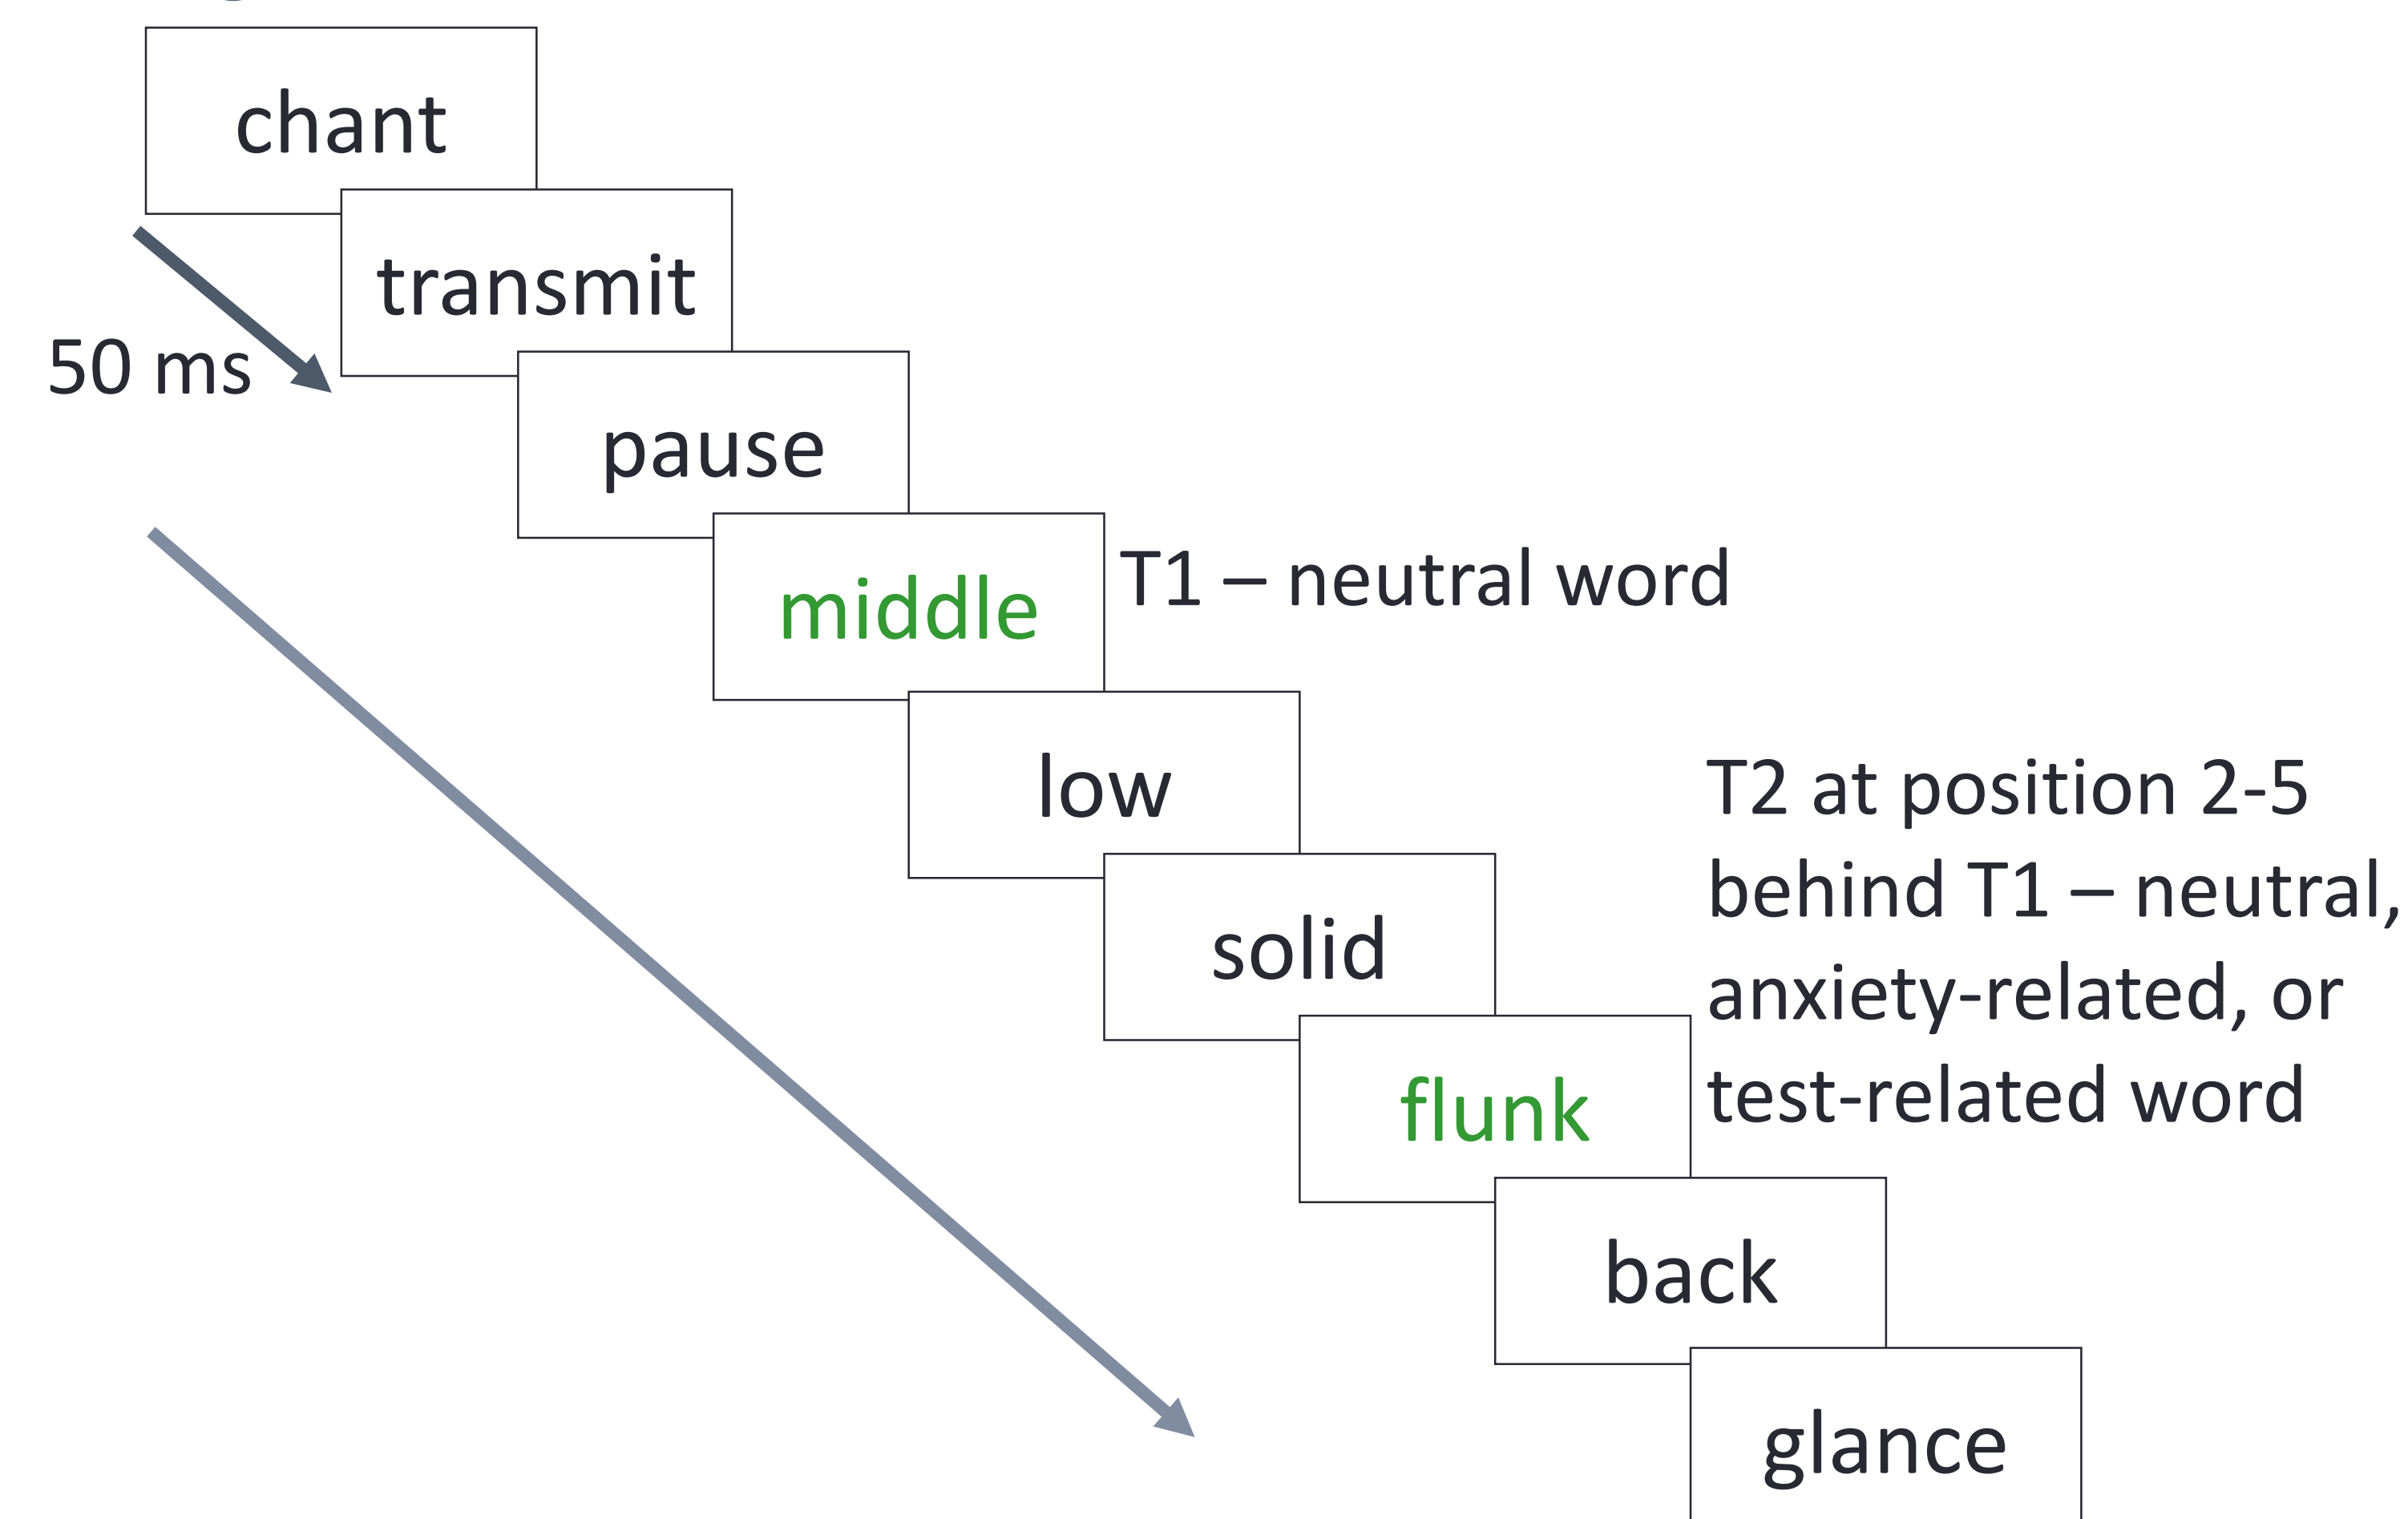 chant
transmit
50 ms
pause
middle
T1 – neutral word
low
T2 at position 2-5
behind T1 – neutral,
anxiety-related, or
test-related word
solid
flunk
back
glance